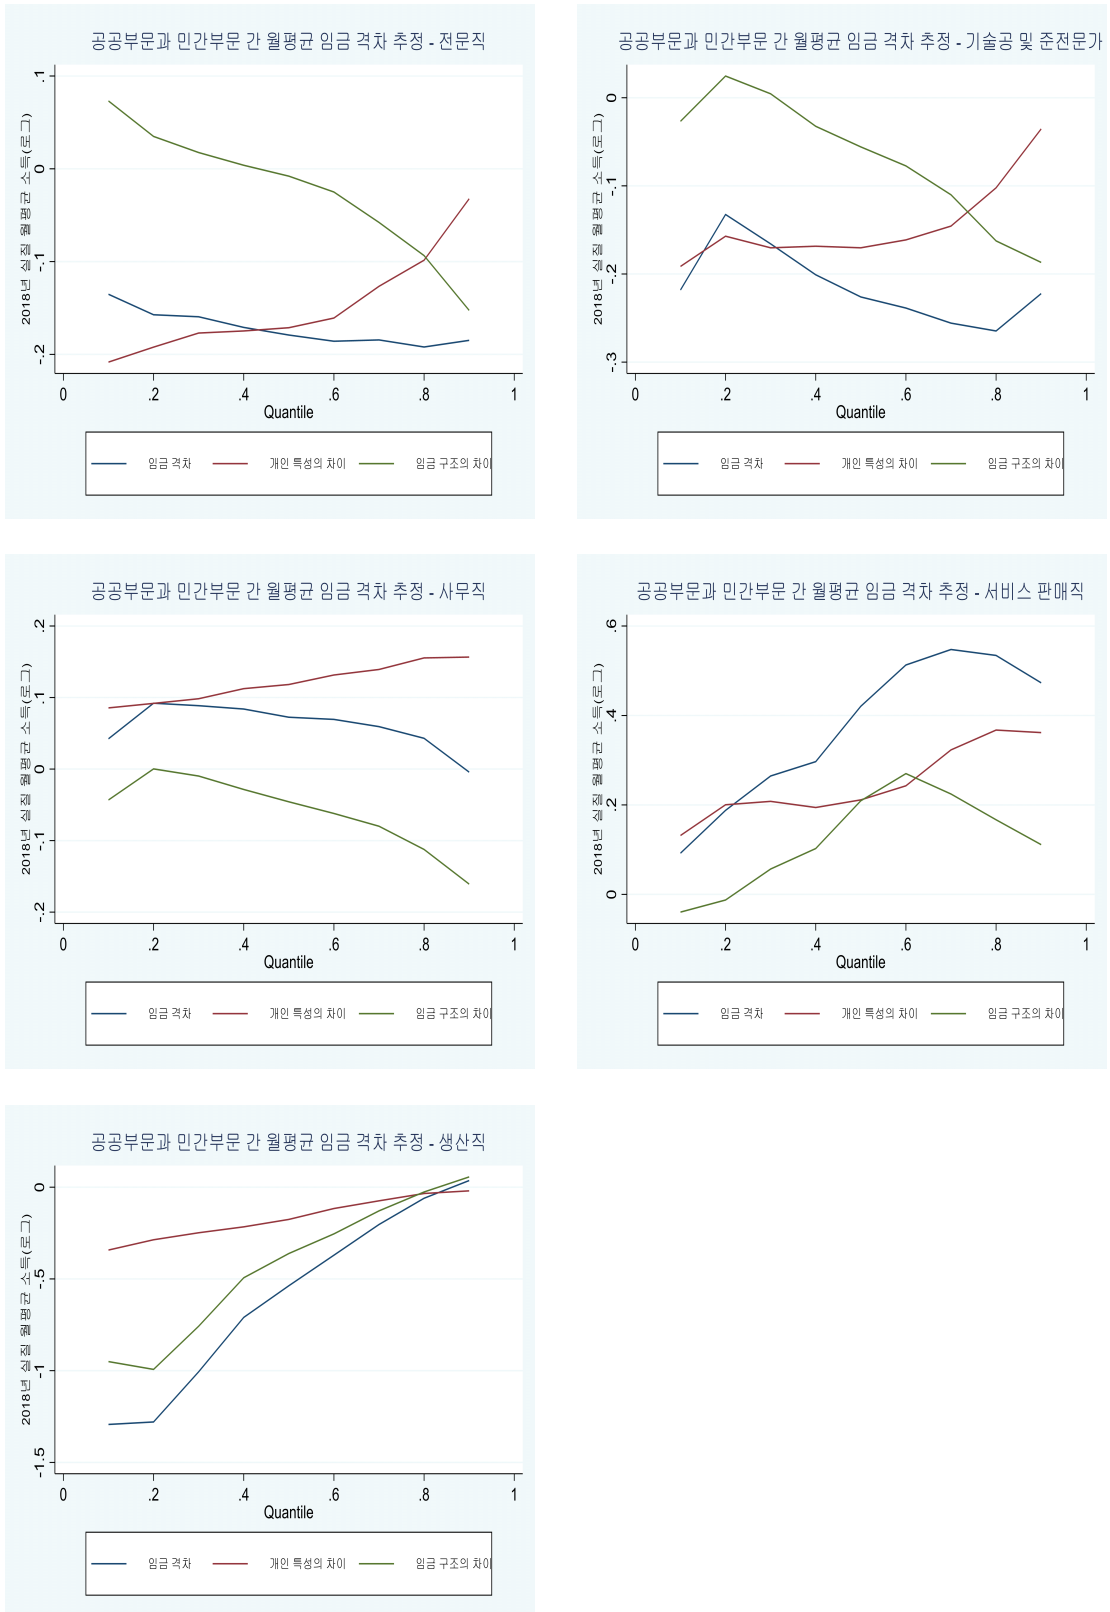 공공부문과 민간부문 간 월평균 임금 격차 추정 - 전문직
2018년 실질 월평균 소득(로그)
.1
0
-.1
-.2
0 .2 .4 .6 .8 1
Quantile
임금 격차 개인 특성의 차이 임금 구조의 차이
공공부문과 민간부문 간 월평균 임금 격차 추정 - 기술공 및 준전문가
2018년 실질 월평균 소득(로그)
0
-.1
-.2
-.3
0 .2 .4 .6 .8 1
Quantile
임금 격차 개인 특성의 차이 임금 구조의 차이
공공부문과 민간부문 간 월평균 임금 격차 추정 - 사무직
2018년 실질 월평균 소득(로그)
.2
.1
0
-.1
-.2
0 .2 .4 .6 .8 1
Quantile
임금 격차 개인 특성의 차이 임금 구조의 차이
공공부문과 민간부문 간 월평균 임금 격차 추정 - 서비스 판매직
2018년 실질 월평균 소득(로그)
.6
.4
.2
0
0 .2 .4 .6 .8 1
Quantile
임금 격차 개인 특성의 차이 임금 구조의 차이
공공부문과 민간부문 간 월평균 임금 격차 추정 - 생산직
2018년 실질 월평균 소득(로그)
0
-.5
-1
-1.5
0 .2 .4 .6 .8 1
Quantile
임금 격차 개인 특성의 차이 임금 구조의 차이